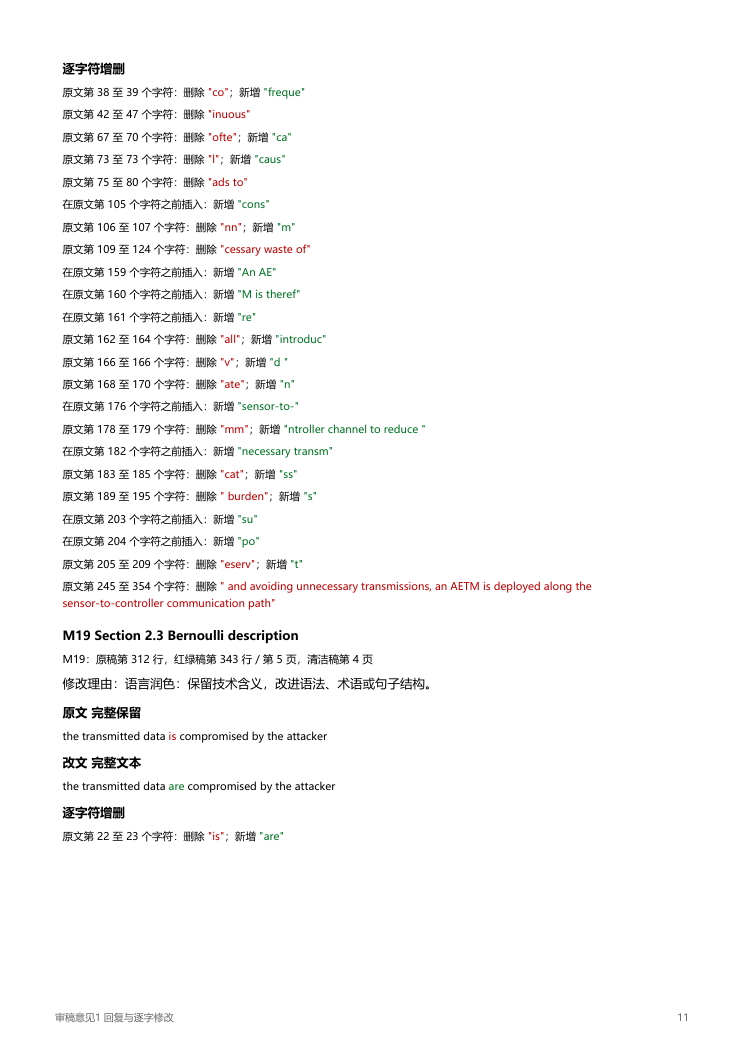 逐字符增删
原文第 38 至 39 个字符：删除 "co"；新增 "freque"
原文第 42 至 47 个字符：删除 "inuous"
原文第 67 至 70 个字符：删除 "ofte"；新增 "ca"
原文第 73 至 73 个字符：删除 "l"；新增 "caus"
原文第 75 至 80 个字符：删除 "ads to"
在原文第 105 个字符之前插入：新增 "cons"
原文第 106 至 107 个字符：删除 "nn"；新增 "m"
原文第 109 至 124 个字符：删除 "cessary waste of"
在原文第 159 个字符之前插入：新增 "An AE"
在原文第 160 个字符之前插入：新增 "M is theref"
在原文第 161 个字符之前插入：新增 "re"
原文第 162 至 164 个字符：删除 "all"；新增 "introduc"
原文第 166 至 166 个字符：删除 "v"；新增 "d "
原文第 168 至 170 个字符：删除 "ate"；新增 "n"
在原文第 176 个字符之前插入：新增 "sensor-to-"
原文第 178 至 179 个字符：删除 "mm"；新增 "ntroller channel to reduce "
在原文第 182 个字符之前插入：新增 "necessary transm"
原文第 183 至 185 个字符：删除 "cat"；新增 "ss"
原文第 189 至 195 个字符：删除 " burden"；新增 "s"
在原文第 203 个字符之前插入：新增 "su"
在原文第 204 个字符之前插入：新增 "po"
原文第 205 至 209 个字符：删除 "eserv"；新增 "t"
原文第 245 至 354 个字符：删除 " and avoiding unnecessary transmissions, an AETM is deployed along the
sensor-to-controller communication path"
M19 Section 2.3 Bernoulli description
M19：原稿第 312 行，红绿稿第 343 行 / 第 5 页，清洁稿第 4 页
修改理由：语言润色：保留技术含义，改进语法、术语或句子结构。
原文 完整保留
the transmitted data is compromised by the attacker
改文 完整文本
the transmitted data are compromised by the attacker
逐字符增删
原文第 22 至 23 个字符：删除 "is"；新增 "are"
审稿意见1 回复与逐字修改
11